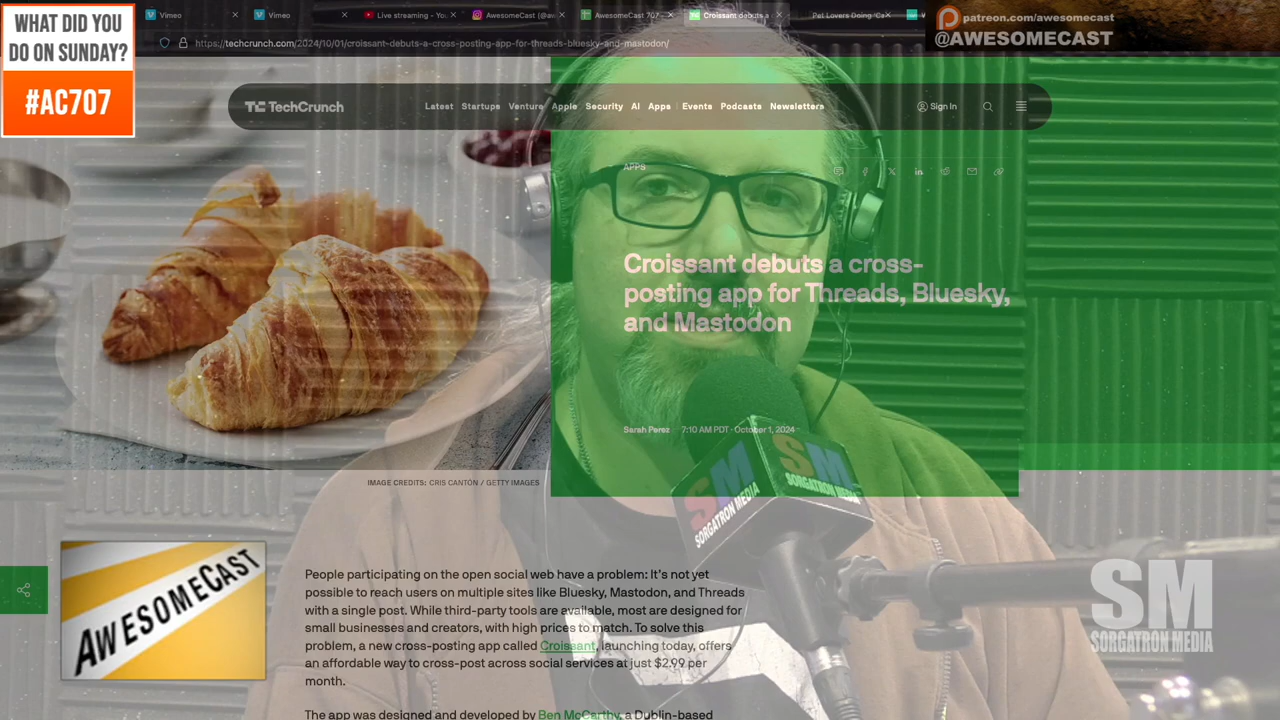 WHAT DID YOU
DO ON SUNDAY?
#AC707
Vimeo
Vimeo
Live streaming - You
AwesomeCast (@aw
AwesomeCast 707 -
Croissant debuts a
Pet Lovers Doing 'Ca
https://techcrunch.com/2024/10/01/croissant-debuts-a-cross-posting-app-for-threads-bluesky-and-mastodon/
patreon.com/awesomecast
@AWESOMECAST
TechCrunch
Latest Startups Venture Apple Security AI Apps Events Podcasts Newsletters
Sign In
APPS
Croissant debuts a cross-
posting app for Threads, Bluesky,
and Mastodon
Sarah Perez 7:10 AM PDT · October 1, 2024
IMAGE CREDITS: CRIS CANTÓN / GETTY IMAGES
SM
SORGATRON MEDIA
SM
SORGATRON MEDIA
AWESOMECAST
People participating on the open social web have a problem: It's not yet
possible to reach users on multiple sites like Bluesky, Mastodon, and Threads
with a single post. While third-party tools are available, most are designed for
small businesses and creators, with high prices to match. To solve this
problem, a new cross-posting app called Croissant, launching today, offers
an affordable way to cross-post across social services at just $2.99 per
month.
The app was designed and developed by Ben McCarthy, a Dublin-based
SM
SORGATRON MEDIA